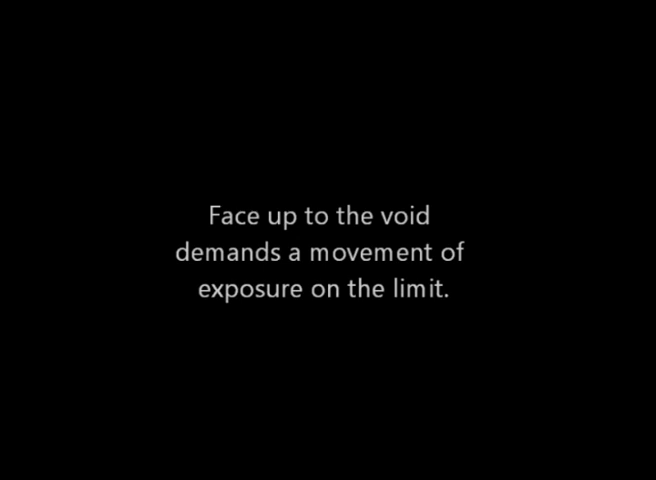 Face up to the void
demands a movement of
exposure on the limit.